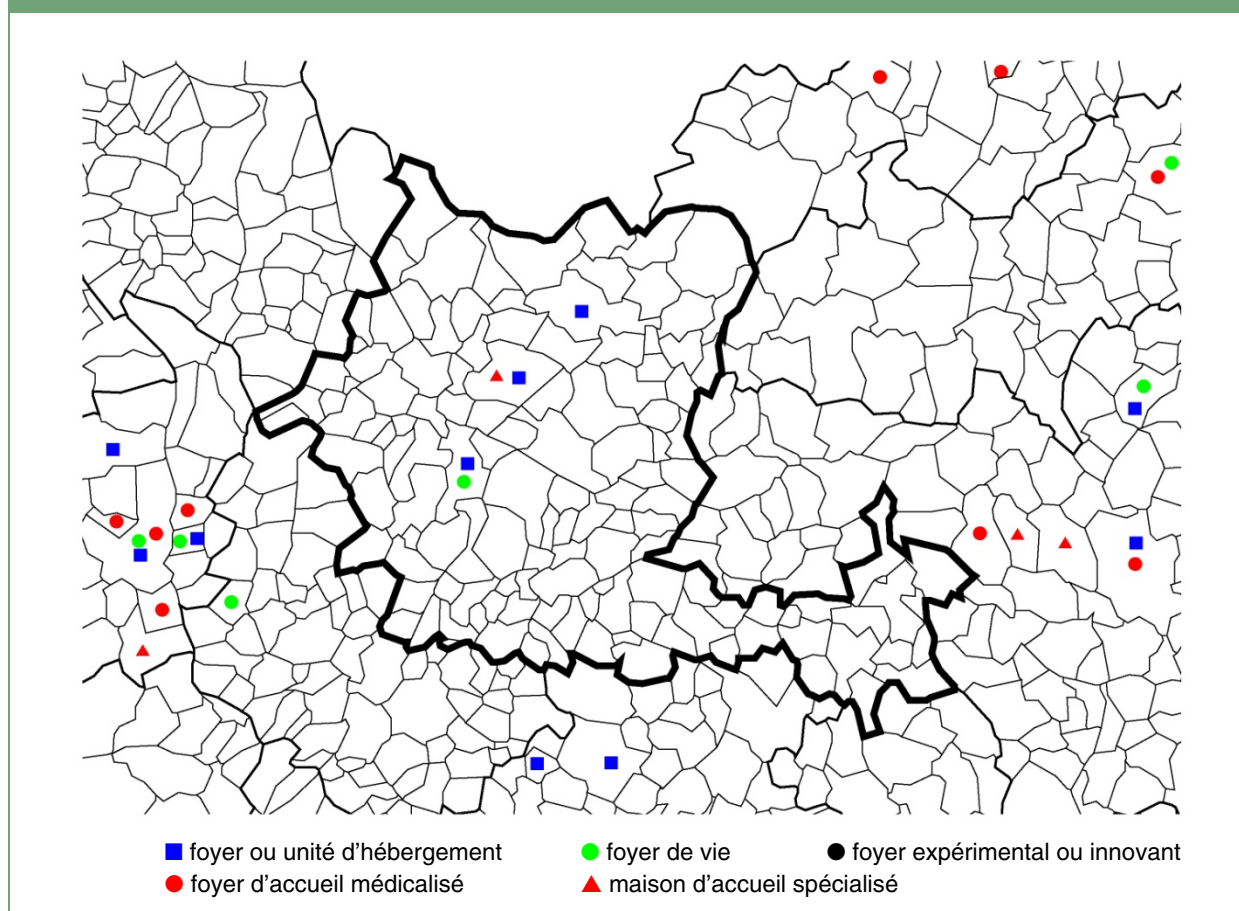 foyer ou unité d'hébergement foyer de vie foyer expérimental ou innovant
foyer d'accueil médicalisé maison d'accueil spécialisé